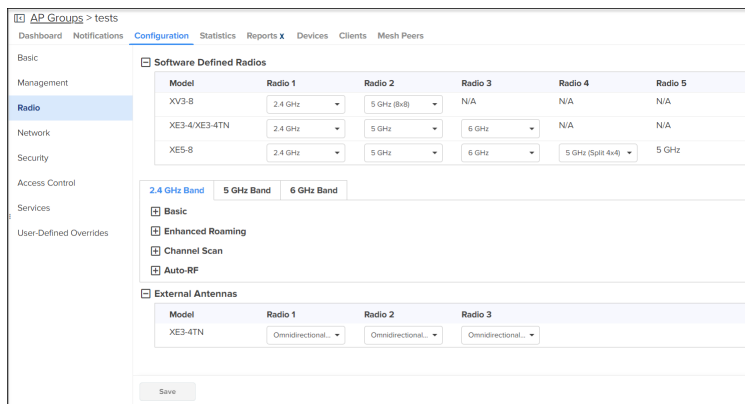 AP Groups > tests
Dashboard Notifications Configuration Statistics Reports X Devices Clients Mesh Peers
Basic
Management
Radio
Network
Security
Access Control
Services
User-Defined Overrides
Software Defined Radios
Model Radio 1 Radio 2 Radio 3 Radio 4 Radio 5
XV3-8 2.4 GHz 5 GHz (8x8) N/A N/A N/A
XE3-4/XE3-4TN 2.4 GHz 5 GHz 6 GHz N/A N/A
XE5-8 2.4 GHz 5 GHz 6 GHz 5 GHz (Split 4x4) 5 GHz
2.4 GHz Band 5 GHz Band 6 GHz Band
Basic
Enhanced Roaming
Channel Scan
Auto-RF
External Antennas
Model Radio 1 Radio 2 Radio 3
XE3-4TN Omnidirectional... Omnidirectional... Omnidirectional...
Save